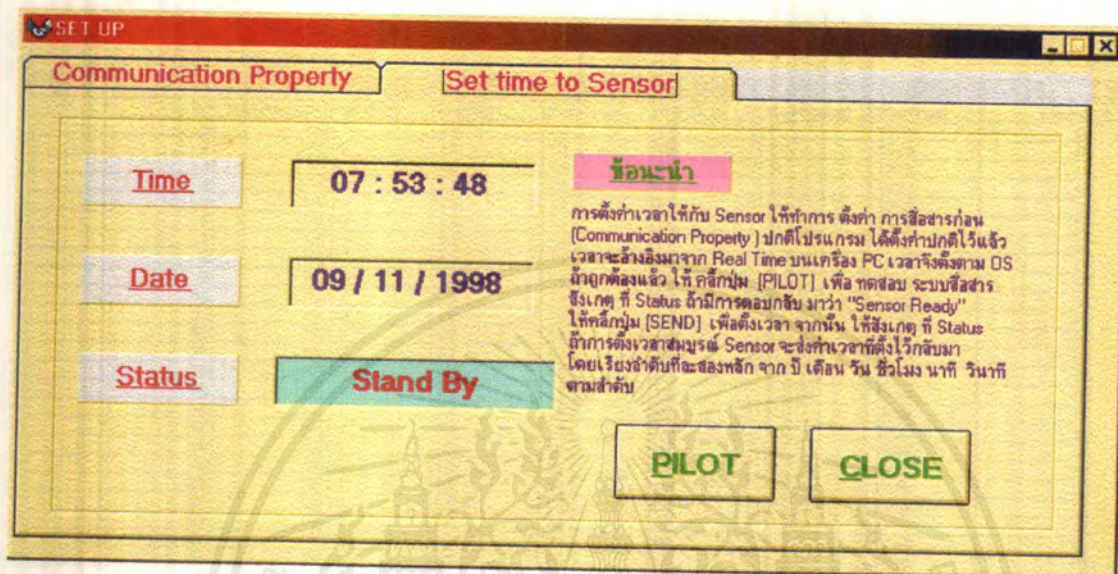 SET UP
Communication Property
Set time to Sensor
Time
07 : 53 : 48
Date
09 / 11 / 1998
Status
Stand By
ข้อแนะนำ
การตั้งค่าเวลาให้กับ Sensor ให้ทำการ ตั้งค่า การสื่อสารก่อน
(Communication Property ) ปกติโปรแกรม ได้ตั้งค่าปกติไว้แล้ว
เวลาจะอ้างอิงมาจาก Real Time บนเครื่อง PC เวลาจึงตั้งตาม OS
ถ้าถูกต้องแล้ว ให้ คลิ๊กปุ่ม [PILOT] เพื่อ ทดสอบ ระบบสื่อสาร
สังเกตุ ที่ Status ถ้ามีการตอบกลับ มาว่า "Sensor Ready"
ให้คลิ๊กปุ่ม [SEND] เพื่อตั้งเวลา จากนั้น ให้สังเกตุ ที่ Status
ถ้าการตั้งเวลาสมบูรณ์ Sensor จะส่งค่าเวลาที่ตั้งไว้กลับมา
โดยเรียงลำดับทีละสองหลัก จาก ปี เดือน วัน ชั่วโมง นาที วินาที
ตามลำดับ
PILOT
CLOSE